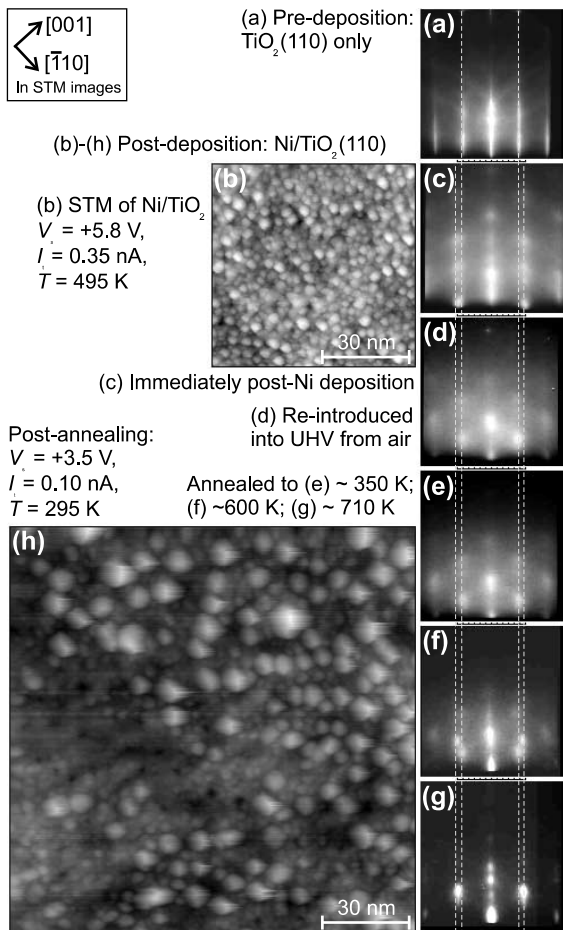 [001]
[1̅10]
In STM images
(a) Pre-deposition:
TiO₂(110) only
(a)
(b)-(h) Post-deposition: Ni/TiO₂(110)
(b) STM of Ni/TiO₂
Vₛ = +5.8 V,
Iₜ = 0.35 nA,
T = 495 K
(b)
30 nm
(c)
(c) Immediately post-Ni deposition
(d)
(d) Re-introduced
into UHV from air
Post-annealing:
Vₛ = +3.5 V,
Iₜ = 0.10 nA,
T = 295 K
Annealed to (e) ~ 350 K;
(f) ~600 K; (g) ~ 710 K
(e)
(h)
30 nm
(f)
(g)